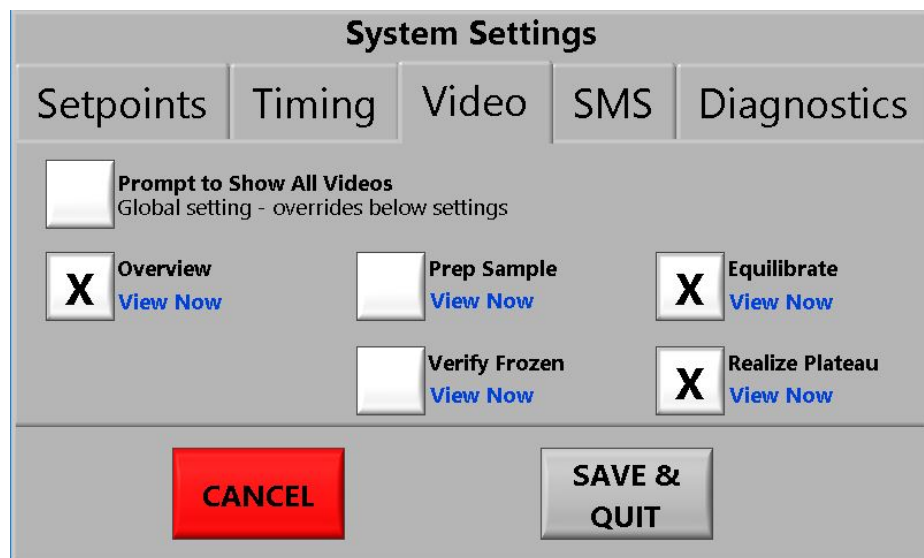 System Settings
Setpoints Timing Video SMS Diagnostics
Prompt to Show All Videos
Global setting - overrides below settings
X Overview
View Now
Prep Sample
View Now
X Equilibrate
View Now
Verify Frozen
View Now
X Realize Plateau
View Now
CANCEL
SAVE &
QUIT